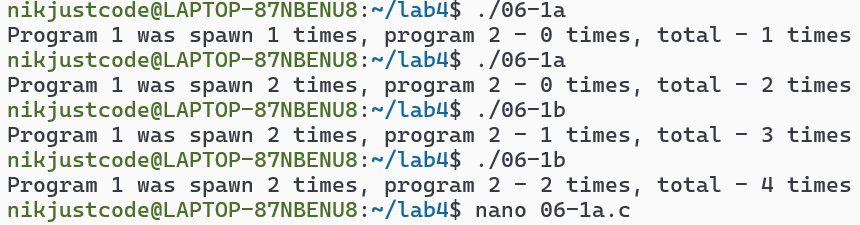 nikjustcode@LAPTOP-87NBENU8:~/lab4$ ./06-1a
Program 1 was spawn 1 times, program 2 - 0 times, total - 1 times
nikjustcode@LAPTOP-87NBENU8:~/lab4$ ./06-1a
Program 1 was spawn 2 times, program 2 - 0 times, total - 2 times
nikjustcode@LAPTOP-87NBENU8:~/lab4$ ./06-1b
Program 1 was spawn 2 times, program 2 - 1 times, total - 3 times
nikjustcode@LAPTOP-87NBENU8:~/lab4$ ./06-1b
Program 1 was spawn 2 times, program 2 - 2 times, total - 4 times
nikjustcode@LAPTOP-87NBENU8:~/lab4$ nano 06-1a.c